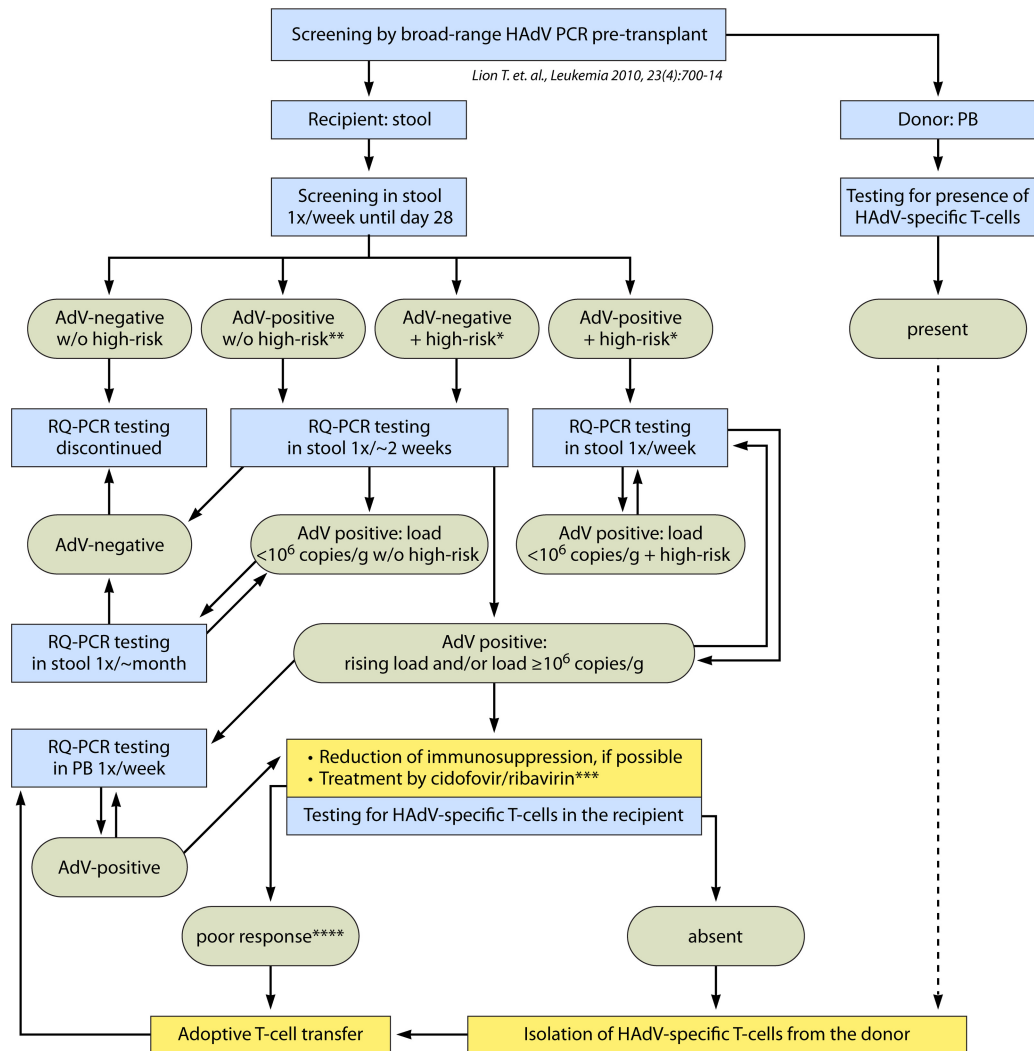 Screening by broad-range HAdV PCR pre-transplant
Lion T. et. al., Leukemia 2010, 23(4):700-14
Recipient: stool
Donor: PB
Screening in stool
1x/week until day 28
Testing for presence of
HAdV-specific T-cells
AdV-negative
w/o high-risk
AdV-positive
w/o high-risk**
AdV-negative
+ high-risk*
AdV-positive
+ high-risk*
present
RQ-PCR testing
discontinued
RQ-PCR testing
in stool 1x/~2 weeks
RQ-PCR testing
in stool 1x/week
AdV-negative
AdV positive: load
<10⁶ copies/g w/o high-risk
AdV positive: load
<10⁶ copies/g + high-risk
RQ-PCR testing
in stool 1x/~month
AdV positive:
rising load and/or load ≥10⁶ copies/g
RQ-PCR testing
in PB 1x/week
• Reduction of immunosuppression, if possible
• Treatment by cidofovir/ribavirin***
Testing for HAdV-specific T-cells in the recipient
AdV-positive
poor response****
absent
Adoptive T-cell transfer
Isolation of HAdV-specific T-cells from the donor